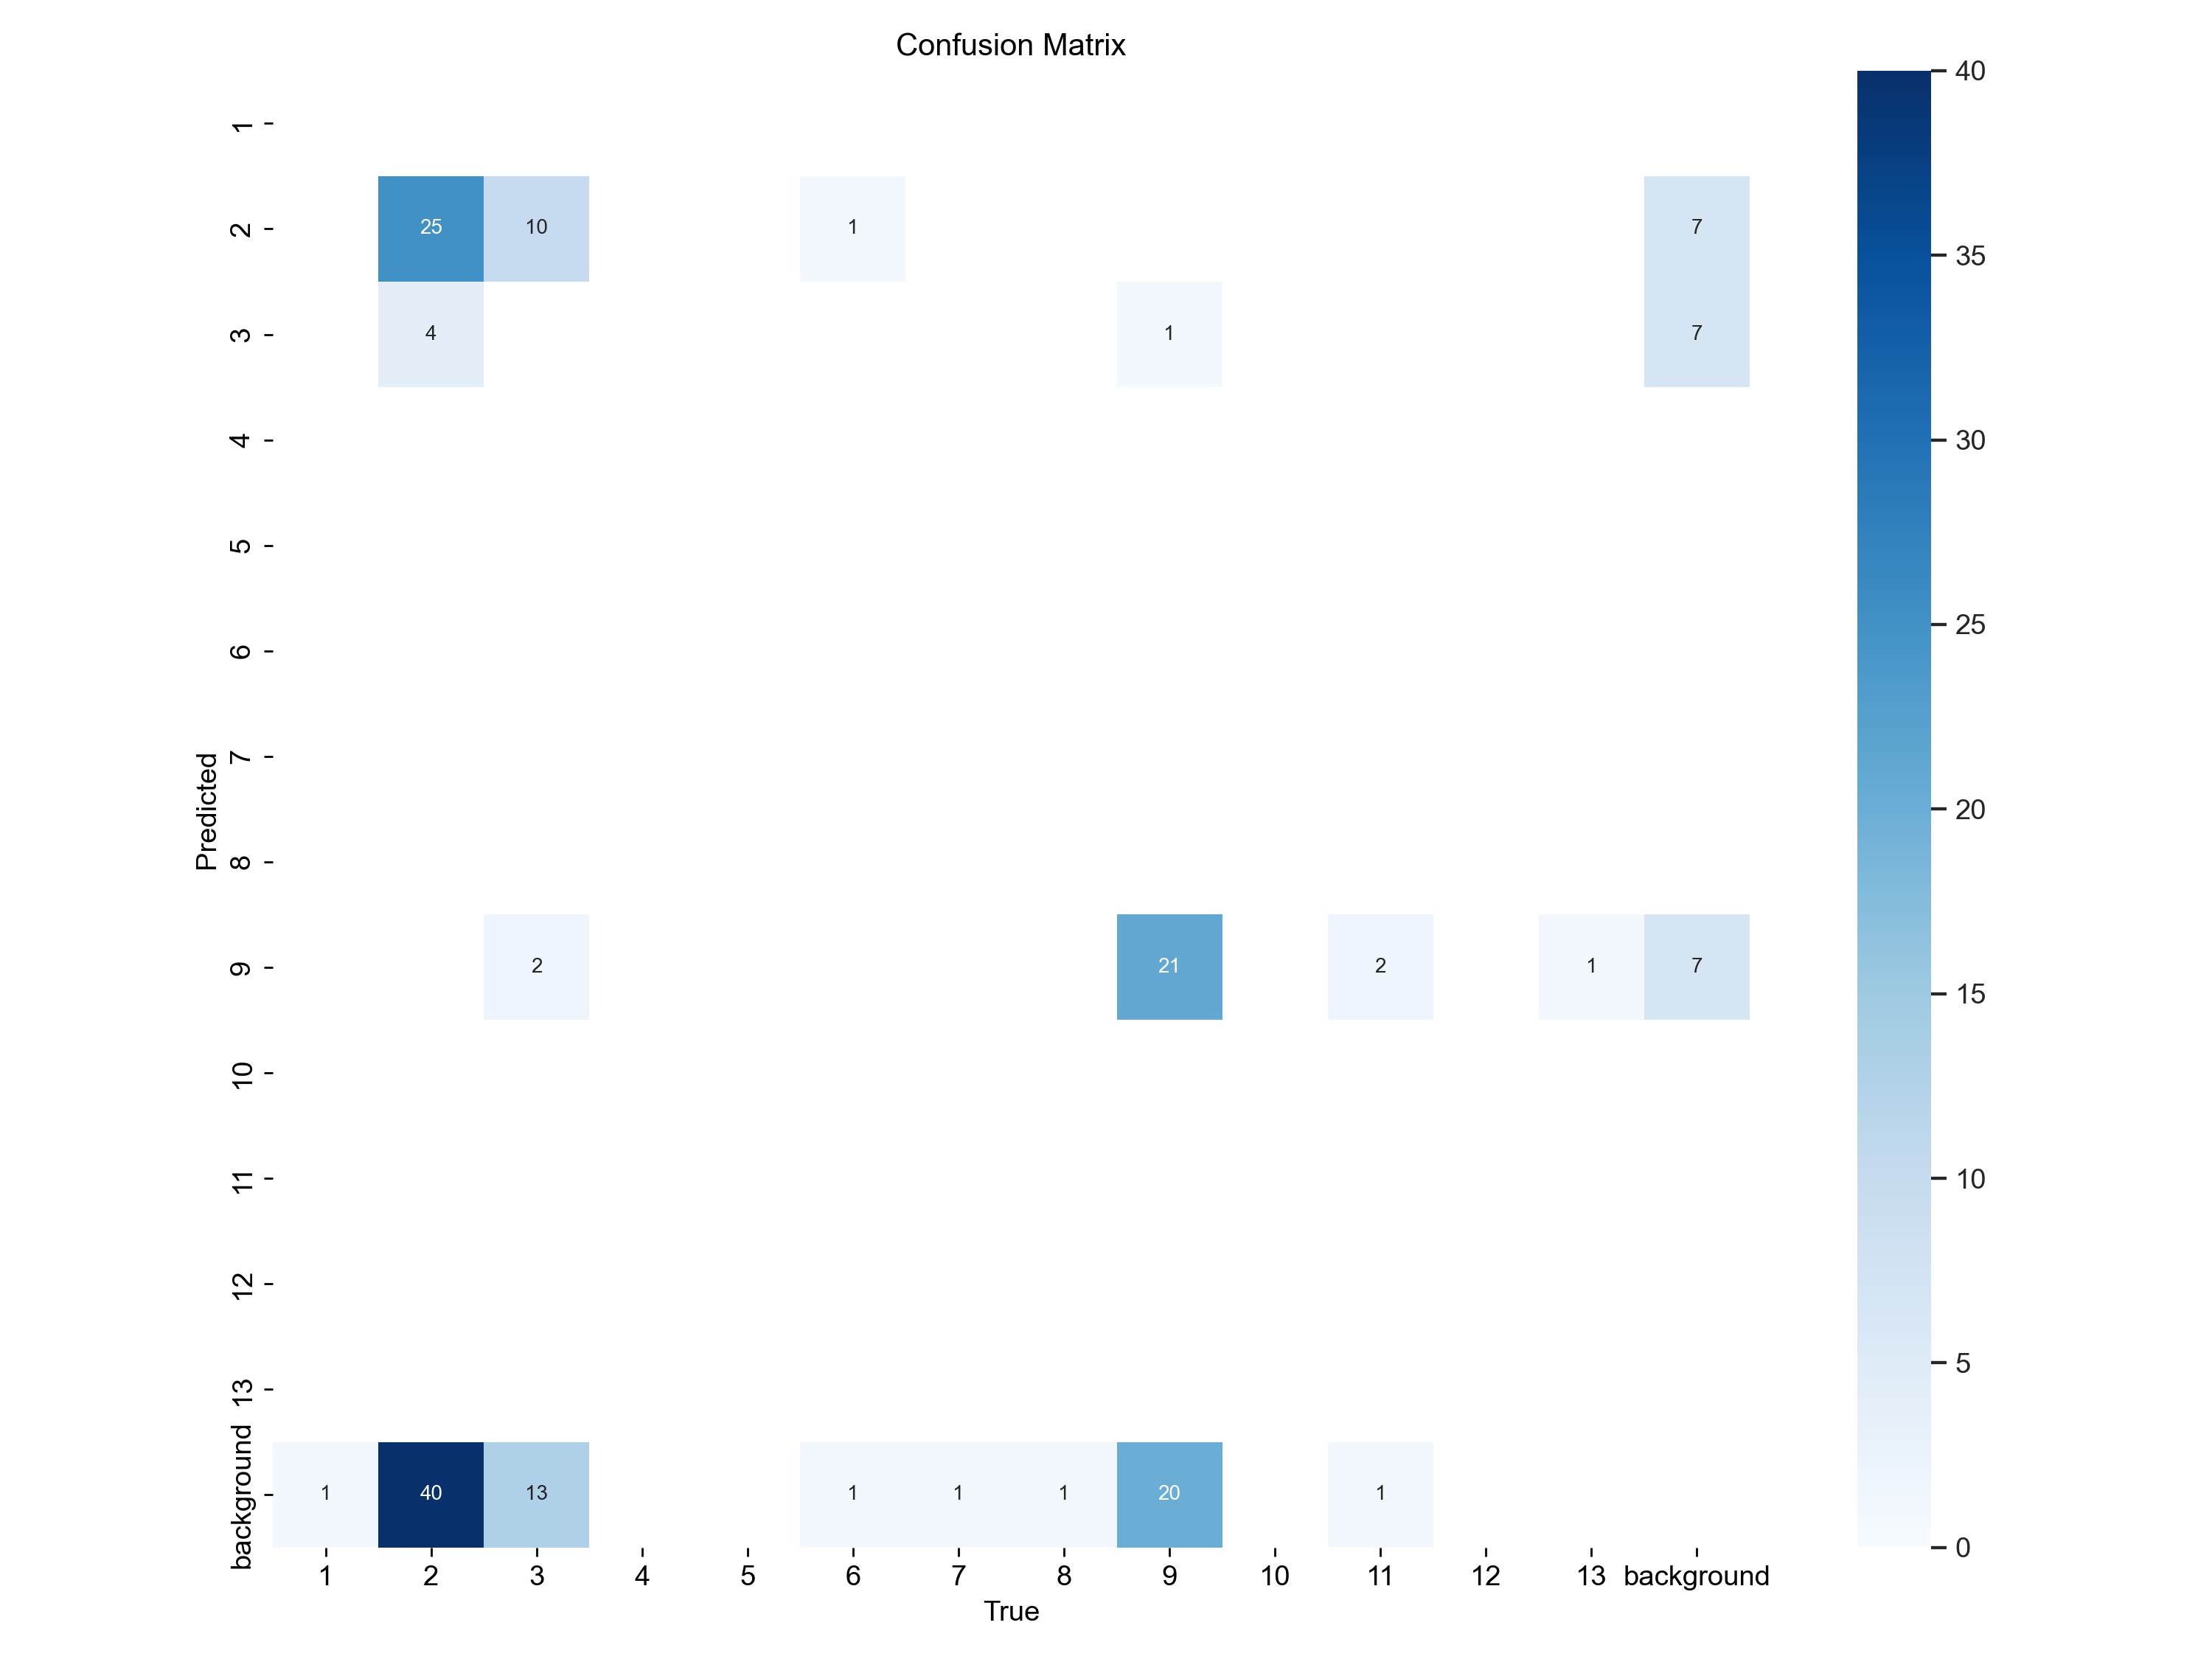 Confusion Matrix
1
2 25 10 1 7
3 4 1 7
4
5
6
7
8
9 2 21 2 1 7
10
11
12
13
background 1 40 13 1 1 1 20 1
1 2 3 4 5 6 7 8 9 10 11 12 13 background
True
Predicted
40
35
30
25
20
15
10
5
0